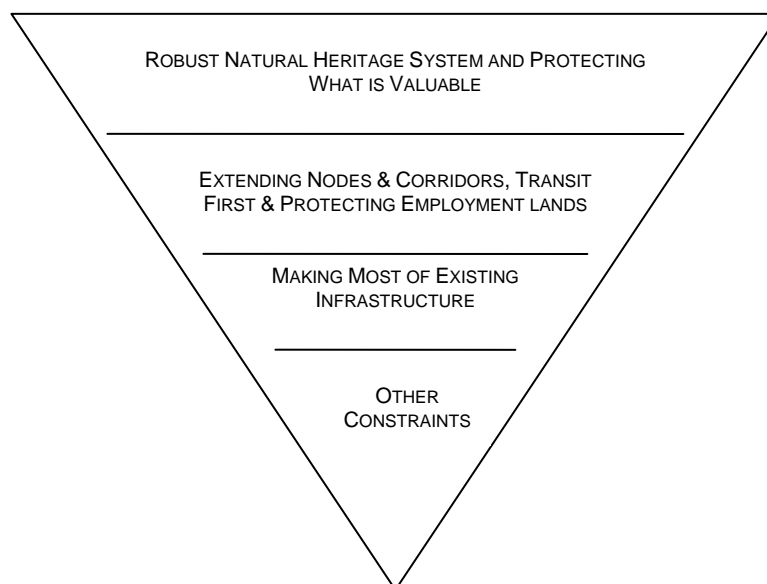 ROBUST NATURAL HERITAGE SYSTEM AND PROTECTING
WHAT IS VALUABLE
EXTENDING NODES & CORRIDORS, TRANSIT
FIRST & PROTECTING EMPLOYMENT LANDS
MAKING MOST OF EXISTING
INFRASTRUCTURE
OTHER
CONSTRAINTS